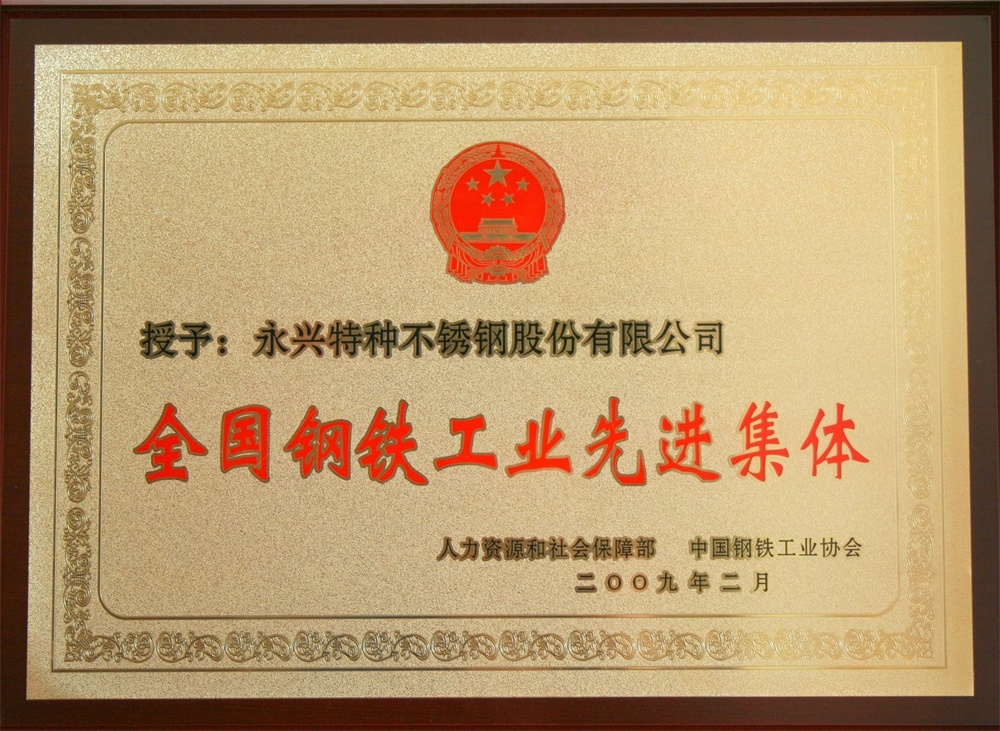 授予：永兴特种不锈钢股份有限公司
全国钢铁工业先进集体
人力资源和社会保障部 中国钢铁工业协会
二〇〇九年二月